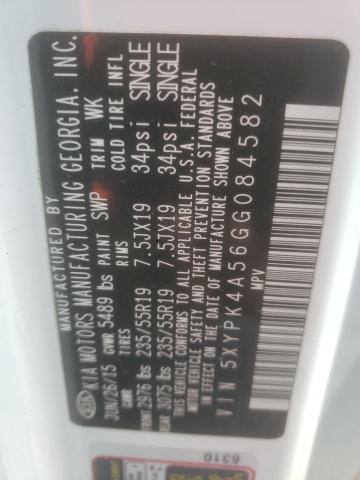 KIA MANUFACTURED BY
KIA MOTORS MANUFACTURING GEORGIA, INC.
JUN/26/15 GVWR 5489 lbs PAINT SWP TRIM WK
GAWR TIRES RIMS COLD TIRE INFL
FRONT 2976 lbs 235/55R19 7.5JX19 34psi SINGLE
REAR 3075 lbs 235/55R19 7.5JX19 34psi SINGLE
THIS VEHICLE CONFORMS TO ALL APPLICABLE U.S.A. FEDERAL
MOTOR VEHICLE SAFETY AND THEFT PREVENTION STANDARDS
IN EFFECT ON THE DATE OF MANUFACTURE SHOWN ABOVE
VIN 5XYPK4A56GG084582
MPV
6310